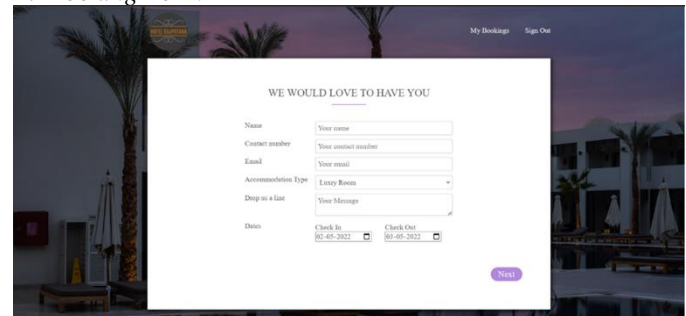 My Bookings Sign Out
WE WOULD LOVE TO HAVE YOU
Name Your name
Contact number Your contact number
Email Your email
Accommodation Type Luxry Room
Drop us a line Your Message
Dates Check In Check Out
02-05-2022 03-05-2022
Next